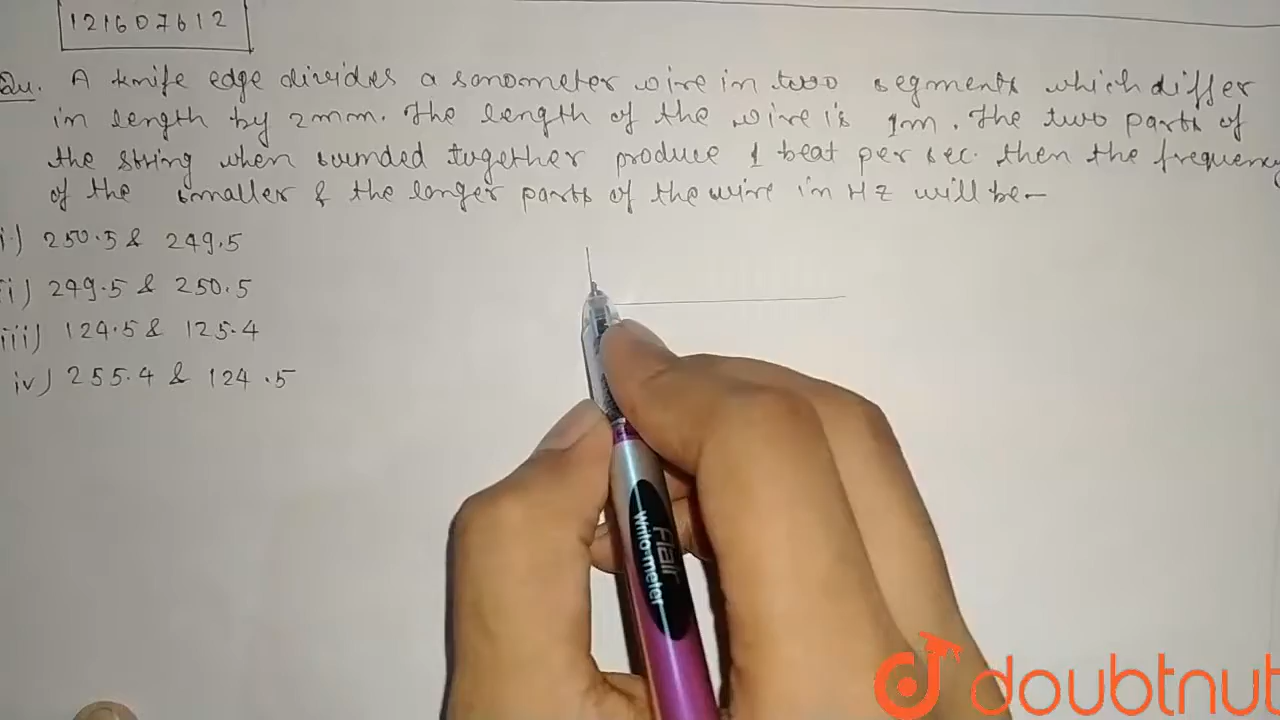 121607612
Qu. A knife edge divides a sonometer wire in two segments which differ
in length by 2mm. The length of the wire is 1m. The two parts of
the string when sounded together produce 1 beat per sec. then the frequency
of the smaller & the longer parts of the wire in HZ will be-
i) 250.5 & 249.5
ii) 249.5 & 250.5
iii) 124.5 & 125.4
iv) 255.4 & 124.5
Flair
Writo-meter
doubtnut